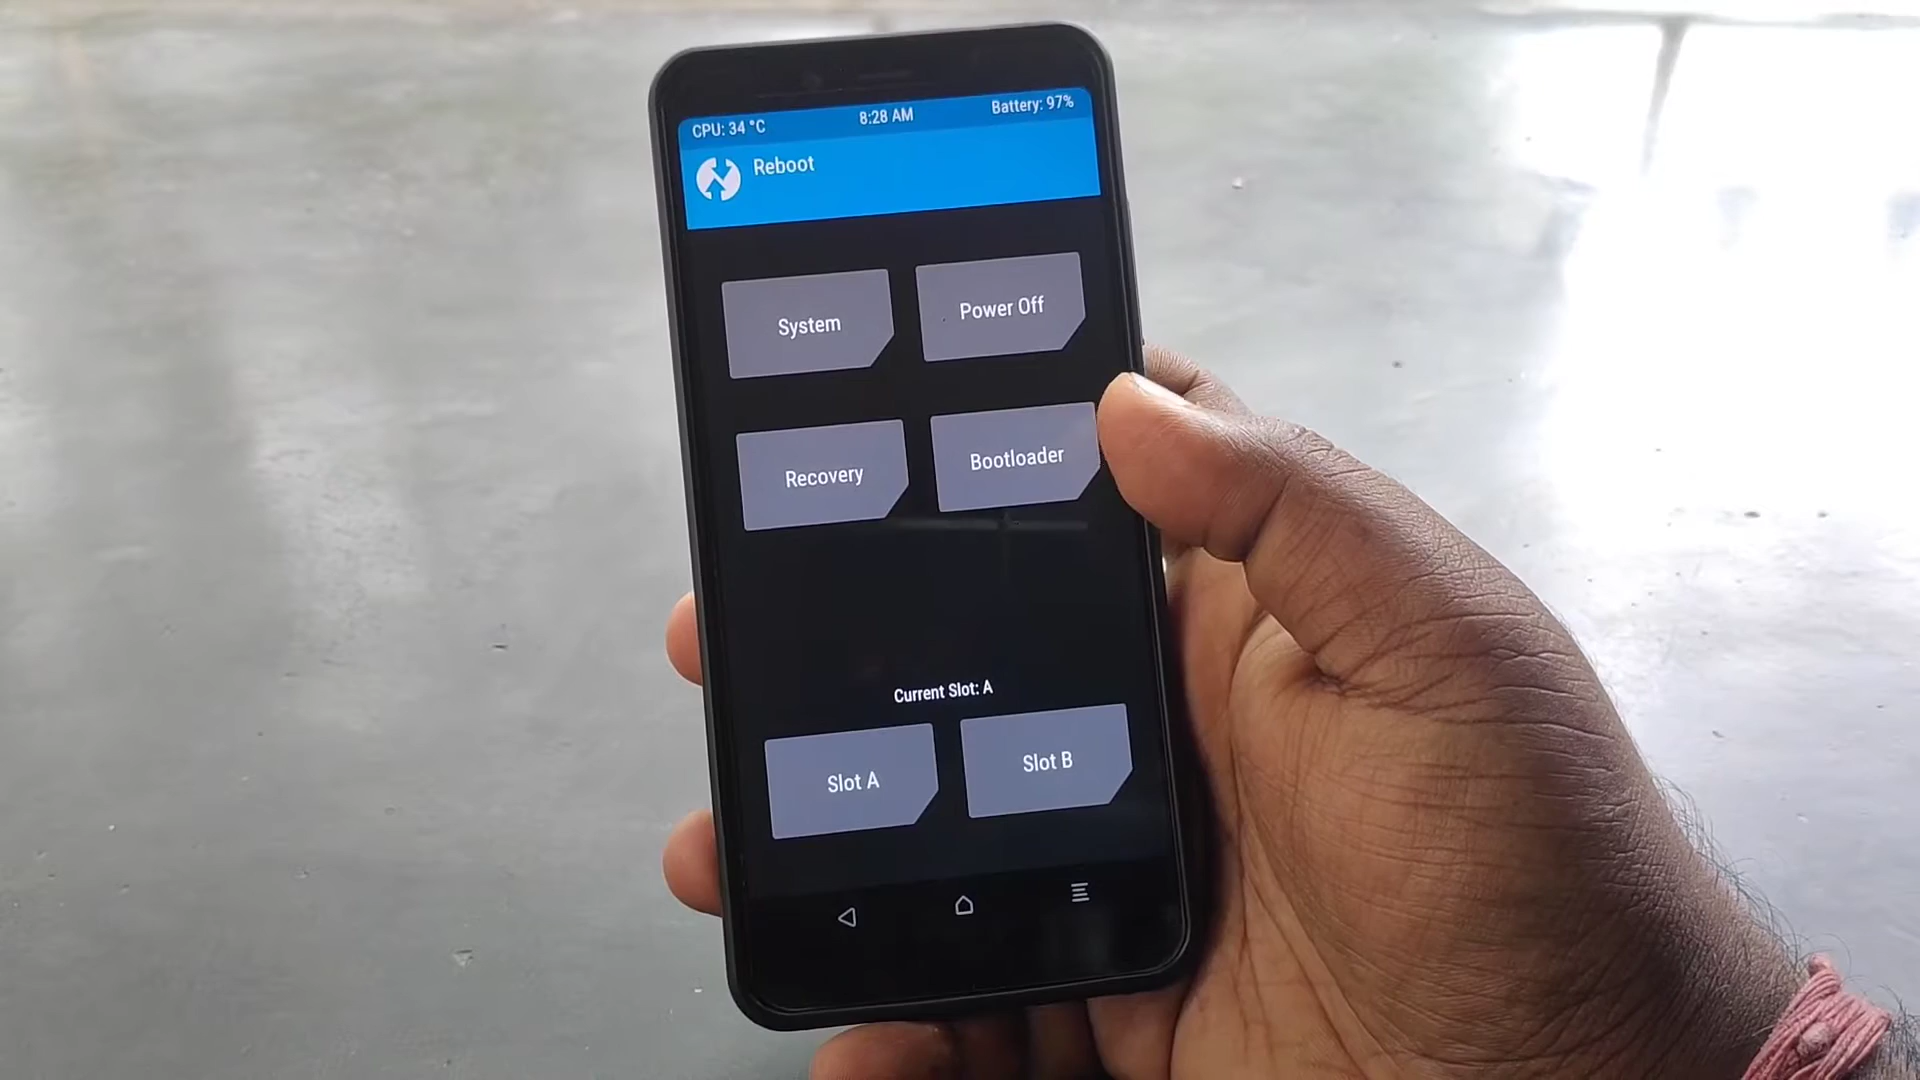 CPU: 34 °C 8:28 AM Battery: 97%
Reboot
System Power Off
Recovery Bootloader
Current Slot: A
Slot A Slot B